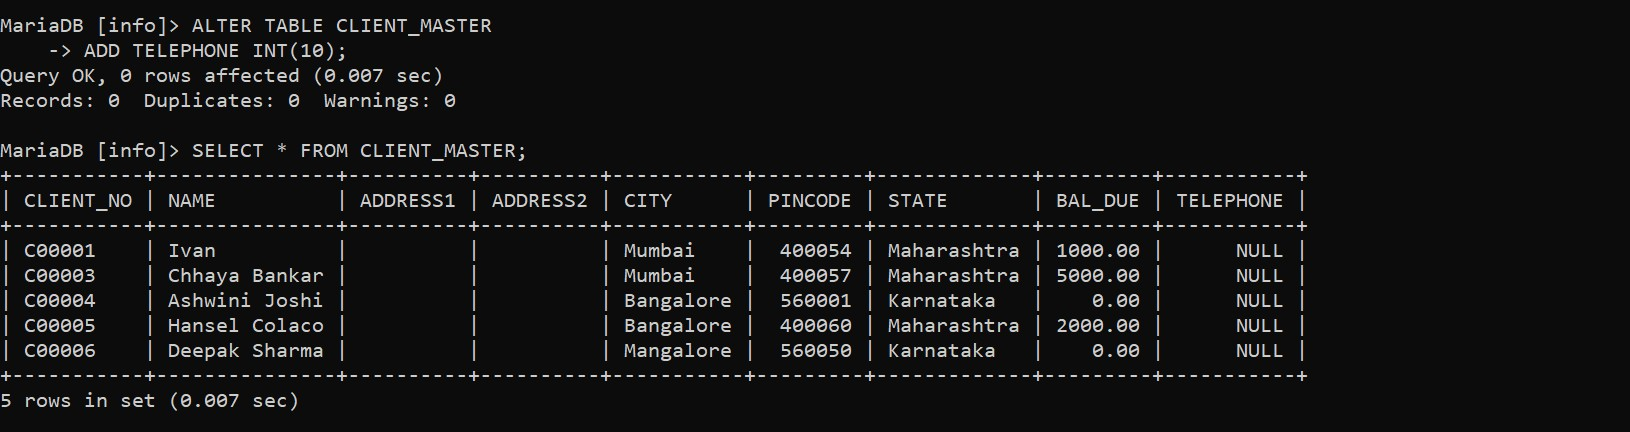 MariaDB [info]> ALTER TABLE CLIENT_MASTER
    -> ADD TELEPHONE INT(10);
Query OK, 0 rows affected (0.007 sec)
Records: 0  Duplicates: 0  Warnings: 0

MariaDB [info]> SELECT * FROM CLIENT_MASTER;
+-----------+---------------+----------+----------+-----------+---------+-------------+---------+-----------+
| CLIENT_NO | NAME          | ADDRESS1 | ADDRESS2 | CITY      | PINCODE | STATE       | BAL_DUE | TELEPHONE |
+-----------+---------------+----------+----------+-----------+---------+-------------+---------+-----------+
| C00001    | Ivan          |          |          | Mumbai    |  400054 | Maharashtra | 1000.00 |      NULL |
| C00003    | Chhaya Bankar |          |          | Mumbai    |  400057 | Maharashtra | 5000.00 |      NULL |
| C00004    | Ashwini Joshi |          |          | Bangalore |  560001 | Karnataka   |    0.00 |      NULL |
| C00005    | Hansel Colaco |          |          | Bangalore |  400060 | Maharashtra | 2000.00 |      NULL |
| C00006    | Deepak Sharma |          |          | Mangalore |  560050 | Karnataka   |    0.00 |      NULL |
+-----------+---------------+----------+----------+-----------+---------+-------------+---------+-----------+
5 rows in set (0.007 sec)